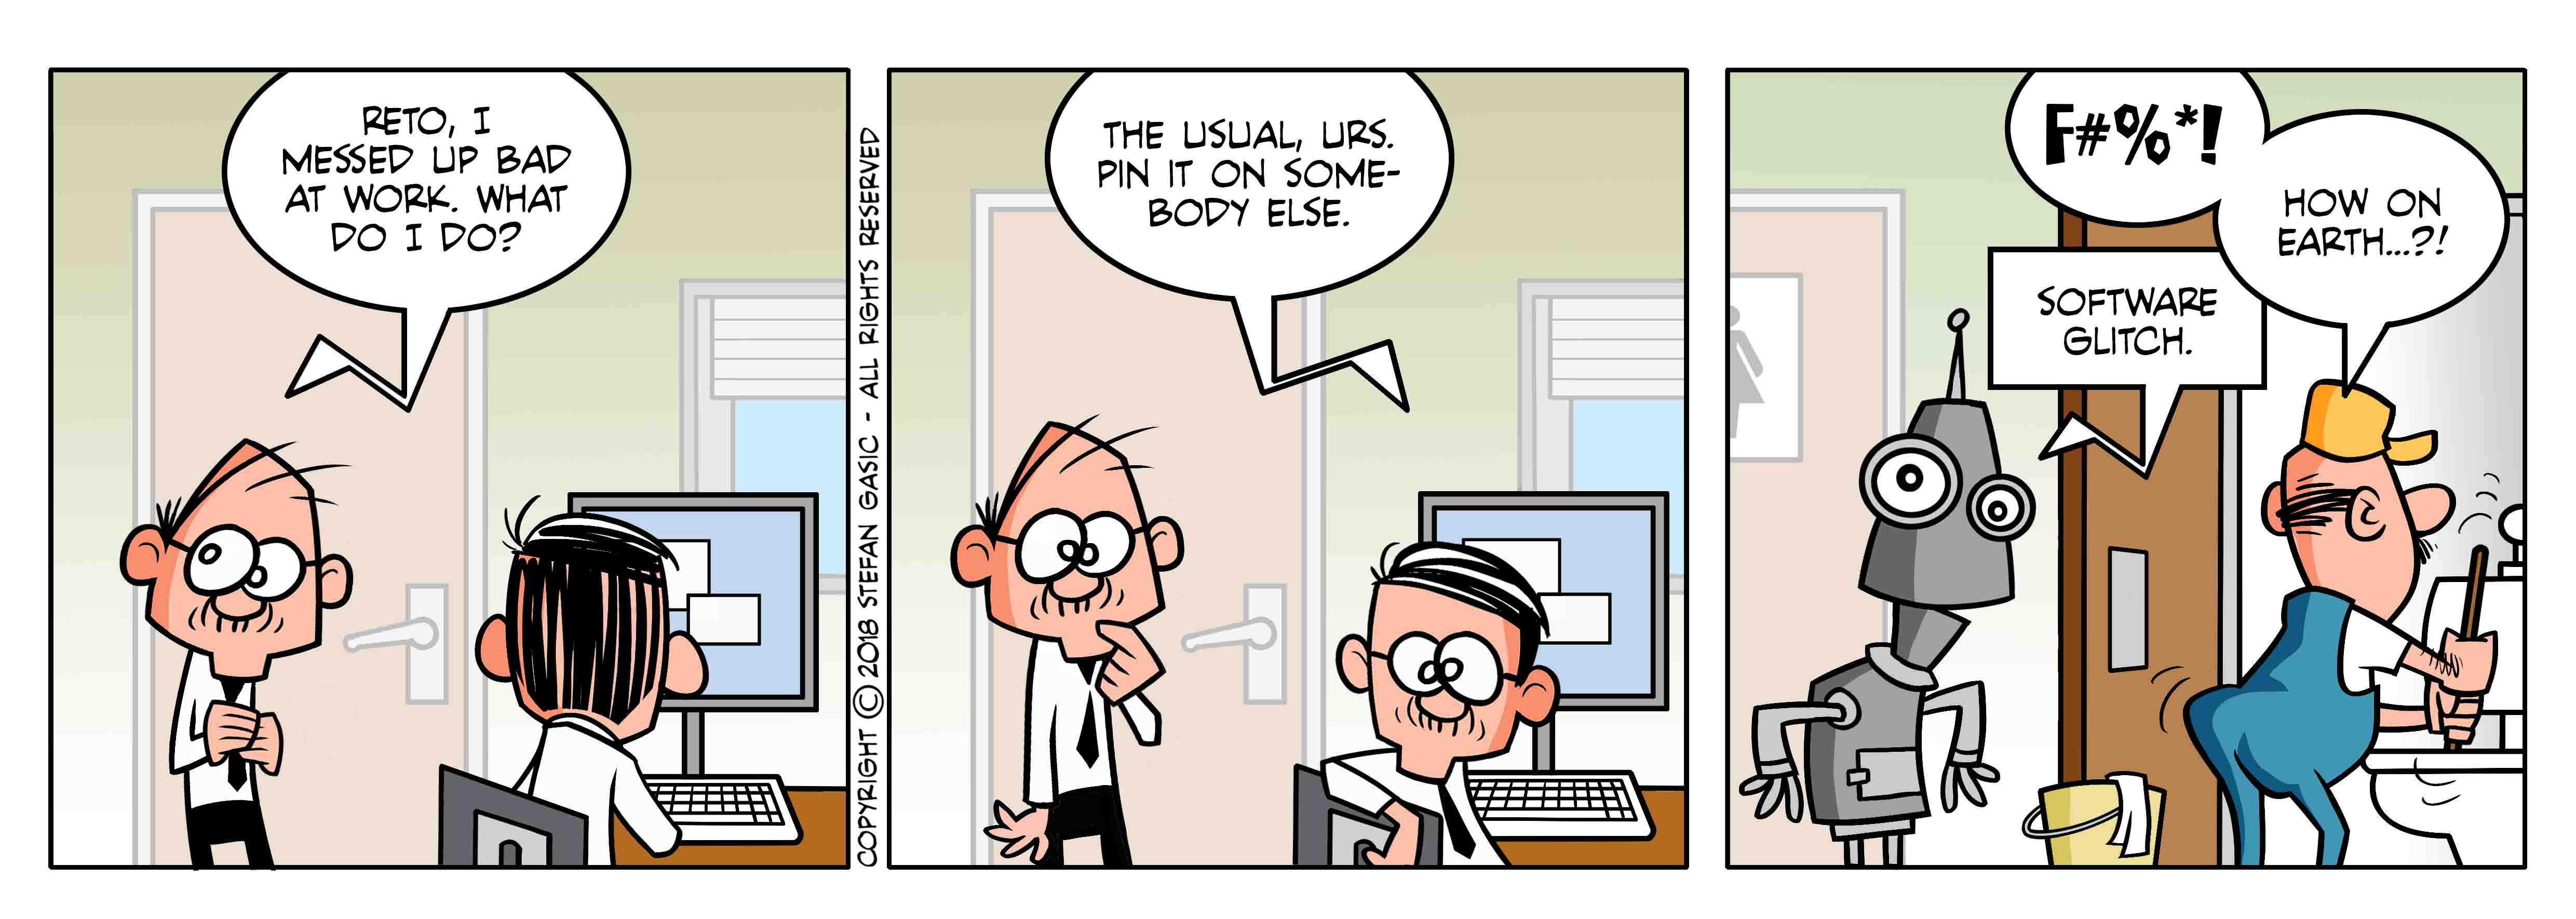 RETO, I
MESSED UP BAD
AT WORK. WHAT
DO I DO?
COPYRIGHT © 2018 STEFAN GASIC - ALL RIGHTS RESERVED
THE USUAL, URS.
PIN IT ON SOME-
BODY ELSE.
F#%*!
HOW ON
EARTH...?!
SOFTWARE
GLITCH.